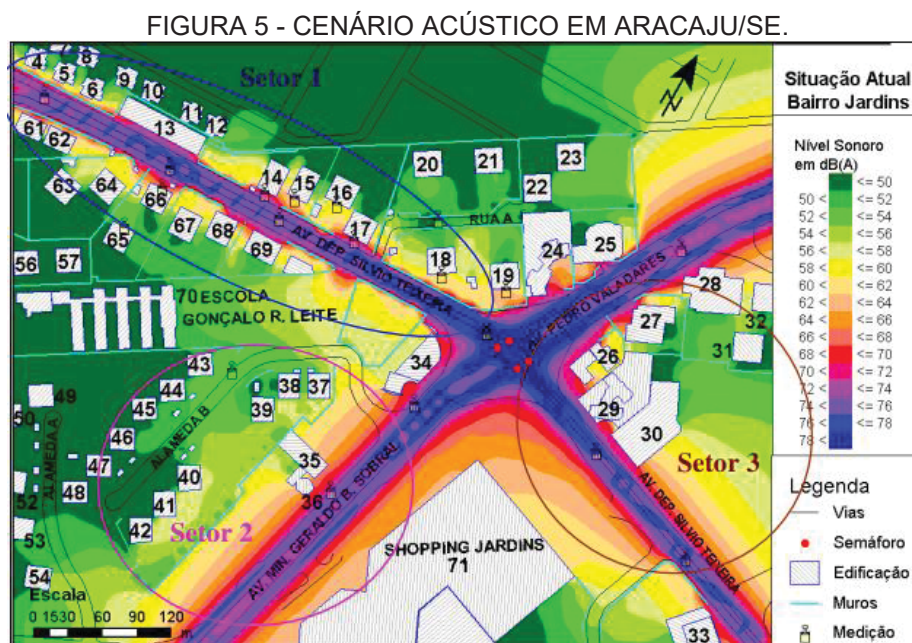 FIGURA 5 - CENÁRIO ACÚSTICO EM ARACAJU/SE.
Setor 1
4
7
8
5
6
9
10
11
12
13
61
62
63
64
66
65
67
68
69
14
15
16
17
20
21
22
23
RUA A
18
19
24
25
AV. DEP. SILVIO TEIXEIRA
PEDRO VALADARES
56
57
70 ESCOLA
GONÇALO R. LEITE
28
27
32
31
26
29
30
34
43
44
45
46
47
48
49
50
52
53
54
38
37
39
40
41
42
35
36
ALAMEDA A
ALAMEDA B
Setor 2
AV. MIN. GERALDO B. SOBRAL
Setor 3
AV. DEP. SILVIO TEIXEIRA
SHOPPING JARDINS
71
33
Escala
0 1530 60 90 120
m
N
Situação Atual
Bairro Jardins
Nível Sonoro
em dB(A)
<= 50
50 < <= 52
52 < <= 54
54 < <= 56
56 < <= 58
58 < <= 60
60 < <= 62
62 < <= 64
64 < <= 66
66 < <= 68
68 < <= 70
70 < <= 72
72 < <= 74
74 < <= 76
76 < <= 78
78 <
Legenda
Vias
Semáforo
Edificação
Muros
Medição